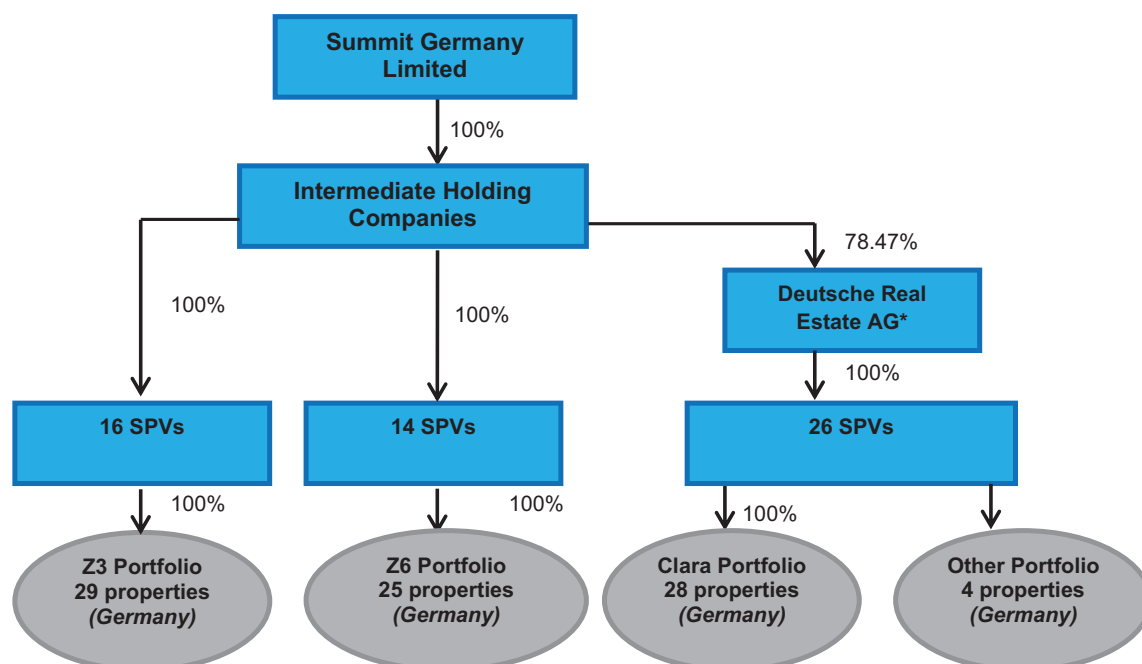 Summit Germany
Limited
100%
Intermediate Holding
Companies
78.47%
100%
100%
Deutsche Real
Estate AG*
100%
16 SPVs
14 SPVs
26 SPVs
100%
100%
100%
Z3 Portfolio
29 properties
(Germany)
Z6 Portfolio
25 properties
(Germany)
Clara Portfolio
28 properties
(Germany)
Other Portfolio
4 properties
(Germany)